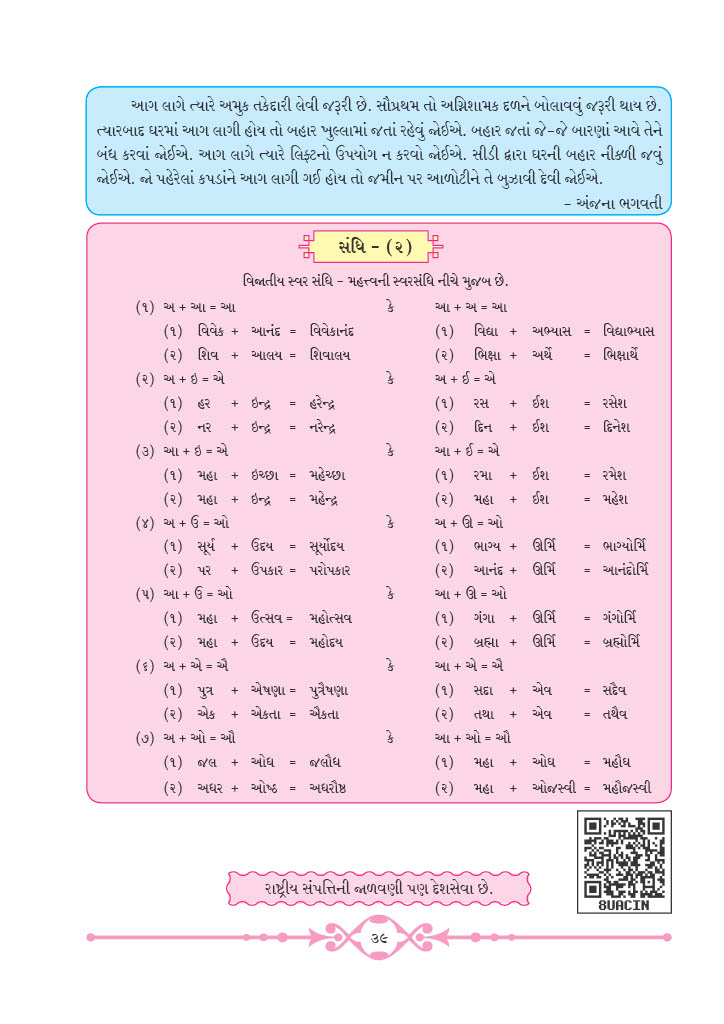 આગ લાગે ત્યારે અમુક તકેદારી લેવી જરૂરી છે. સૌપ્રથમ તો અગ્નિશામક દળને બોલાવવું જરૂરી થાય છે.
ત્યારબાદ ઘરમાં આગ લાગી હોય તો બહાર ખુલ્લામાં જતાં રહેવું જોઈએ. બહાર જતાં જે-જે બારણાં આવે તેને
બંધ કરવાં જોઈએ. આગ લાગે ત્યારે લિફ્ટનો ઉપયોગ ન કરવો જોઈએ. સીડી દ્વારા ઘરની બહાર નીકળી જવું
જોઈએ. જો પહેરેલાં કપડાંને આગ લાગી ગઈ હોય તો જમીન પર આળોટીને તે બુઝાવી દેવી જોઈએ.
- અંજના ભગવતી
સંધિ - (૨)
વિજાતીય સ્વર સંધિ - મહત્ત્વની સ્વરસંધિ નીચે મુજબ છે.
(૧) અ + આ = આ કે આ + અ = આ
(૧) વિવેક + આનંદ = વિવેકાનંદ (૧) વિદ્યા + અભ્યાસ = વિદ્યાભ્યાસ
(૨) શિવ + આલય = શિવાલય (૨) ભિક્ષા + અર્થે = ભિક્ષાર્થે
(૨) અ + ઇ = એ કે અ + ઈ = એ
(૧) હર + ઇન્દ્ર = હરેન્દ્ર (૧) રસ + ઈશ = રસેશ
(૨) નર + ઇન્દ્ર = નરેન્દ્ર (૨) દિન + ઈશ = દિનેશ
(૩) આ + ઇ = એ કે આ + ઈ = એ
(૧) મહા + ઇચ્છા = મહેચ્છા (૧) રમા + ઈશ = રમેશ
(૨) મહા + ઇન્દ્ર = મહેન્દ્ર (૨) મહા + ઈશ = મહેશ
(૪) અ + ઉ = ઓ કે અ + ઊ = ઓ
(૧) સૂર્ય + ઉદય = સૂર્યોદય (૧) ભાગ્ય + ઊર્મિ = ભાગ્યોર્મિ
(૨) પર + ઉપકાર = પરોપકાર (૨) આનંદ + ઊર્મિ = આનંદોર્મિ
(૫) આ + ઉ = ઓ કે આ + ઊ = ઓ
(૧) મહા + ઉત્સવ = મહોત્સવ (૧) ગંગા + ઊર્મિ = ગંગોર્મિ
(૨) મહા + ઉદય = મહોદય (૨) બ્રહ્મા + ઊર્મિ = બ્રહ્મોર્મિ
(૬) અ + એ = ઐ કે આ + એ = ઐ
(૧) પુત્ર + એષણા = પુત્રૈષણા (૧) સદા + એવ = સદૈવ
(૨) એક + એકતા = ઐકતા (૨) તથા + એવ = તથૈવ
(૭) અ + ઓ = ઔ કે આ + ઓ = ઔ
(૧) જલ + ઓધ = જલૌધ (૧) મહા + ઓઘ = મહૌઘ
(૨) અધર + ઓષ્ઠ = અધરૌષ્ઠ (૨) મહા + ઓજસ્વી = મહૌજસ્વી
8UACIN
રાષ્ટ્રીય સંપત્તિની જાળવણી પણ દેશસેવા છે.
૩૯